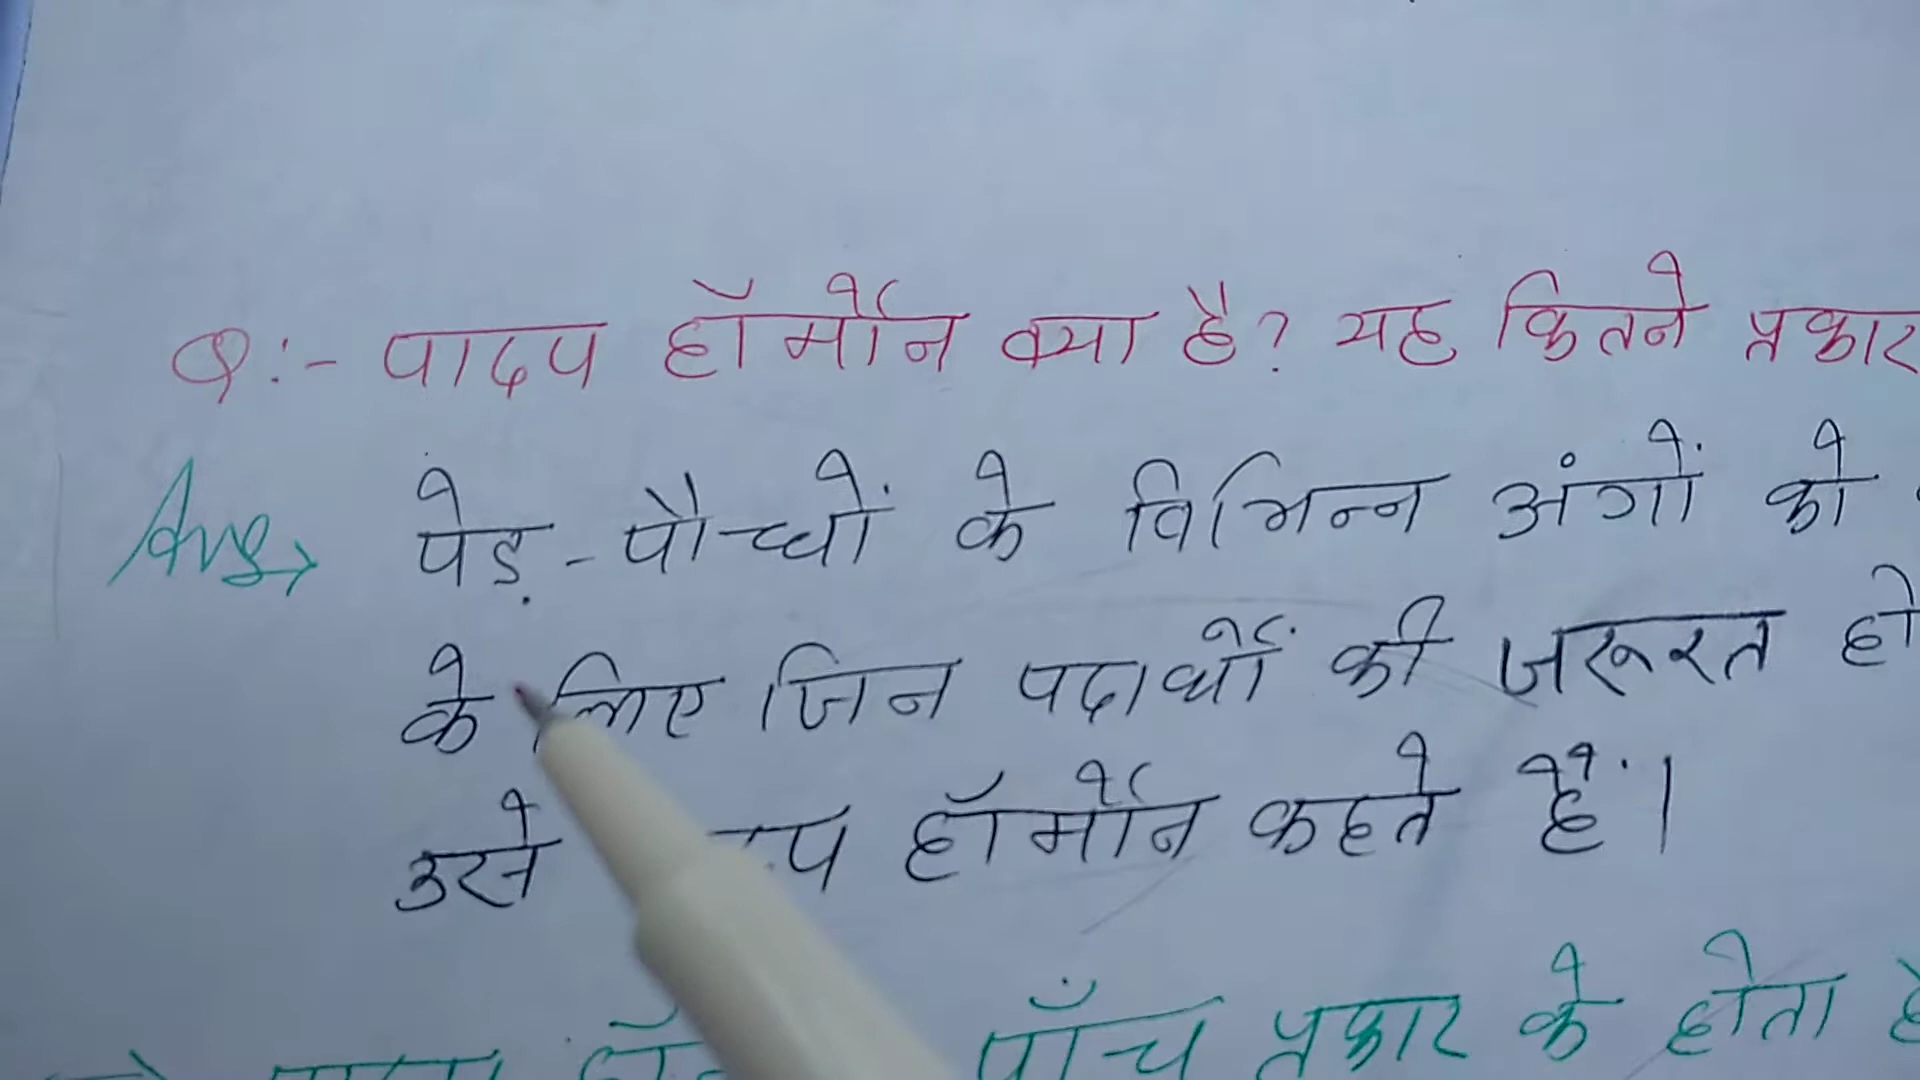 Q:- पादप हॉर्मोन क्या है? यह कितने प्रकार
Ans→ पेड़-पौधों के विभिन्न अंगों को
के लिए जिन पदार्थों की जरूरत हो
उसे हॉर्मोन कहते हैं।
पाँच प्रकार के होता